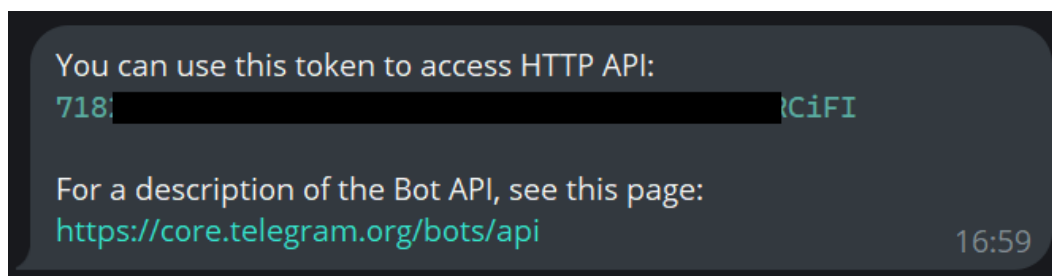 You can use this token to access HTTP API:
718 CiFI
For a description of the Bot API, see this page:
https://core.telegram.org/bots/api
16:59